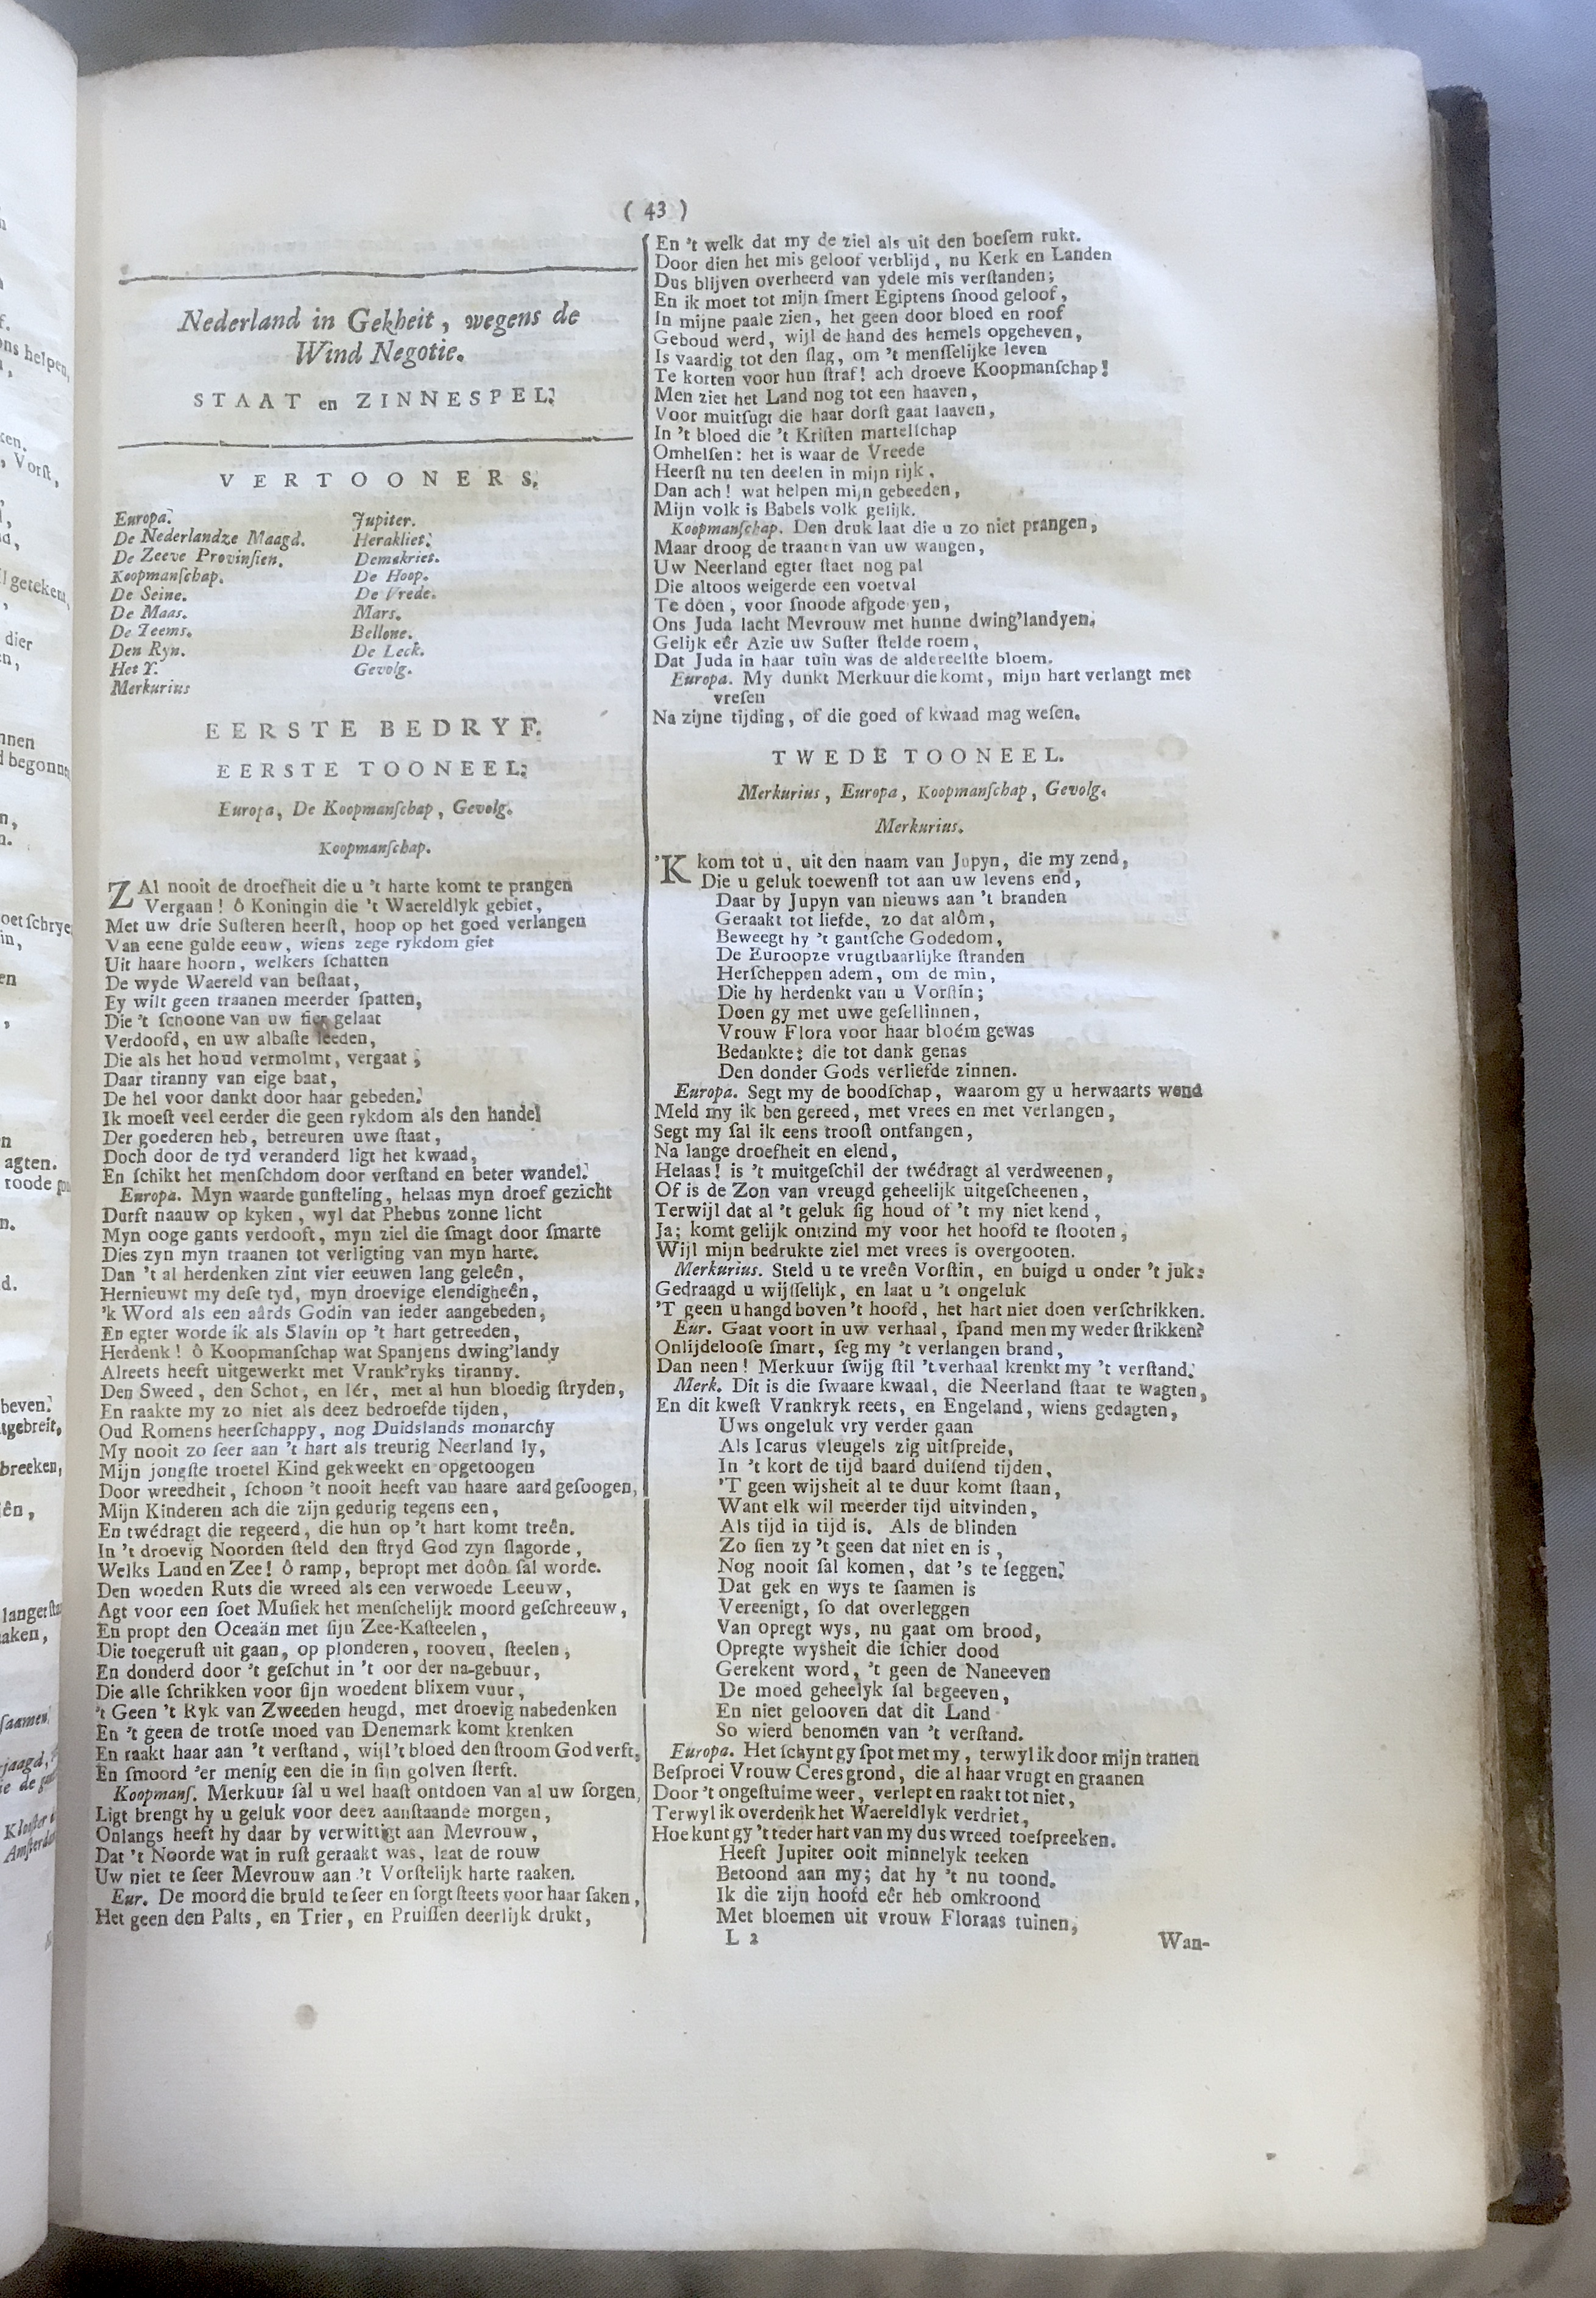 ( 43 )
Nederland in Gekheit, wegens de
Wind Negotie.
STAAT en ZINNESPEL.
VERTOONERS.
Europa. Jupiter.
De Nederlandze Maagd. Herakliet.
De Zeeve Provinſien. Demokriet.
Koopmanſchap. De Hoop.
De Seine. De Vrede.
De Maas. Mars.
De Teems. Bellone.
Den Ryn. De Leck.
Het Y. Gevolg.
Merkurius
EERSTE BEDRYF.
EERSTE TOONEEL.
Europa, De Koopmanſchap, Gevolg.
Koopmanſchap.
ZAl nooit de droefheit die u 't harte komt te prangen
Vergaan! ô Koningin die 't Waereldlyk gebiet,
Met uw drie Suſteren heerſt, hoop op het goed verlangen
Van eene gulde eeuw, wiens zege rykdom giet
Uit haare hoorn, welkers ſchatten
De wyde Waereld van beſtaat,
Ey wilt geen traanen meerder ſpatten,
Die 't ſchoone van uw fier gelaat
Verdoofd, en uw albaſte leeden,
Die als het houd vermolmt, vergaat;
Daar tiranny van eige baat,
De hel voor dankt door haar gebeden.
Ik moeſt veel eerder die geen rykdom als den handel
Der goederen heb, betreuren uwe ſtaat,
Doch door de tyd veranderd ligt het kwaad,
En ſchikt het menſchdom door verſtand en beter wandel.
Europa. Myn waarde gunſteling, helaas myn droef gezicht
Durft naauw op kyken, wyl dat Phebus zonne licht
Myn ooge gants verdooft, myn ziel die ſmagt door ſmarte
Dies zyn myn traanen tot verligting van myn harte.
Dan 't al herdenken zint vier eeuwen lang geleên,
Hernieuwt my deſe tyd, myn droevige elendigheên,
'k Word als een aârds Godin van ieder aangebeden,
En egter worde ik als Slavin op 't hart getreeden,
Herdenk! ô Koopmanſchap wat Spanjens dwing'landy
Alreets heeft uitgewerkt met Vrank'ryks tiranny.
Den Sweed, den Schot, en Iér, met al hun bloedig ſtryden,
En raakte my zo niet als deez bedroefde tijden,
Oud Romens heerſchappy, nog Duidslands monarchy
My nooit zo ſeer aan 't hart als treurig Neerland ly,
Mijn jongſte troetel Kind gekweekt en opgetoogen
Door wreedheit, ſchoon 't nooit heeft van haare aard geſoogen,
Mijn Kinderen ach die zijn gedurig tegens een,
En twédragt die regeerd, die hun op 't hart komt treên.
In 't droevig Noorden ſteld den ſtryd God zyn ſlagorde,
Welks Land en Zee! ô ramp, bepropt met doôn ſal worde.
Den woeden Ruts die wreed als een verwoede Leeuw,
Agt voor een ſoet Muſiek het menſchelijk moord geſchreeuw,
En propt den Oceaän met ſijn Zee-Kaſteelen,
Die toegeruſt uit gaan, op plonderen, rooven, ſteelen,
En donderd door 't geſchut in 't oor der na-gebuur,
Die alle ſchrikken voor ſijn woedent blixem vuur,
't Geen 't Ryk van Zweeden heugd, met droevig nabedenken
En 't geen de trotſe moed van Denemark komt krenken
En raakt haar aan 't verſtand, wijl 't bloed den ſtroom God verft,
En ſmoord 'er menig een die in ſijn golven ſterft.
Koopmanſ. Merkuur ſal u wel haaſt ontdoen van al uw ſorgen,
Ligt brengt hy u geluk voor deez aanſtaande morgen,
Onlangs heeft hy daar by verwittigt aan Mevrouw,
Dat 't Noorde wat in ruſt geraakt was, laat de rouw
Uw niet te ſeer Mevrouw aan 't Vorſtelijk harte raaken.
Eur. De moord die bruld te ſeer en ſorgt ſteets voor haar ſaken,
Het geen den Palts, en Trier, en Pruiſſen deerlijk drukt,
En 't welk dat my de ziel als uit den boeſem rukt.
Door dien het mis geloof verblijd, nu Kerk en Landen
Dus blijven overheerd van ydele mis verſtanden;
En ik moet tot mijn ſmert Egiptens ſnood geloof,
In mijne paale zien, het geen door bloed en roof
Geboud werd, wijl de hand des hemels opgeheven,
Is vaardig tot den ſlag, om 't menſſelijke leven
Te korten voor hun ſtraf! ach droeve Koopmanſchap!
Men ziet het Land nog tot een haaven,
Voor muitſugt die haar dorſt gaat laaven,
In 't bloed die 't Kriſten martelſchap
Omhelſen: het is waar de Vreede
Heerſt nu ten deelen in mijn rijk,
Dan ach! wat helpen mijn gebeeden,
Mijn volk is Babels volk gelijk.
Koopmanſchap. Den druk laat die u zo niet prangen,
Maar droog de traanen van uw wangen,
Uw Neerland egter ſtaet nog pal
Die altoos weigerde een voetval
Te doen, voor ſnoode afgode yen,
Ons Juda lacht Mevrouw met hunne dwing'landyen.
Gelijk eêr Azie uw Suſter ſtelde roem,
Dat Juda in haar tuin was de aldereelſte bloem.
Europa. My dunkt Merkuur die komt, mijn hart verlangt met
vreſen
Na zijne tijding, of die goed of kwaad mag weſen.
TWEDE TOONEEL.
Merkurius, Europa, Koopmanſchap, Gevolg.
Merkurius.
'K kom tot u, uit den naam van Jupyn, die my zend,
Die u geluk toewenſt tot aan uw levens end,
Daar by Jupyn van nieuws aan 't branden
Geraakt tot liefde, zo dat alôm,
Beweegt hy 't gantſche Godedom,
De Euroopze vrugtbaarlijke ſtranden
Herſcheppen adem, om de min,
Die hy herdenkt van u Vorſtin;
Doen gy met uwe geſellinnen,
Vrouw Flora voor haar bloém gewas
Bedankte: die tot dank genas
Den donder Gods verliefde zinnen.
Europa. Segt my de boodſchap, waarom gy u herwaarts wend
Meld my ik ben gereed, met vrees en met verlangen,
Segt my ſal ik eens trooſt ontfangen,
Na lange droefheit en elend,
Helaas! is 't muitgeſchil der twédragt al verdweenen,
Of is de Zon van vreugd geheelijk uitgeſcheenen,
Terwijl dat al 't geluk ſig houd of 't my niet kend,
Ja; komt gelijk ontzind my voor het hoofd te ſtooten,
Wijl mijn bedrukte ziel met vrees is overgooten.
Merkurius. Steld u te vreên Vorſtin, en buigd u onder 't juk:
Gedraagd u wijſſelijk, en laat u 't ongeluk
'T geen u hangd boven 't hoofd, het hart niet doen verſchrikken.
Eur. Gaat voort in uw verhaal, ſpand men my weder ſtrikken?
Onlijdelooſe ſmart, ſeg my 't verlangen brand,
Dan neen! Merkuur ſwijg ſtil 't verhaal krenkt my 't verſtand.
Merk. Dit is die ſwaare kwaal, die Neerland ſtaat te wagten,
En dit kweſt Vrankryk reets, en Engeland, wiens gedagten,
Uws ongeluk vry verder gaan
Als Icarus vleugels zig uitſpreide,
In 't kort de tijd baard duiſend tijden,
'T geen wijsheit al te duur komt ſtaan,
Want elk wil meerder tijd uitvinden,
Als tijd in tijd is. Als de blinden
Zo ſien zy 't geen dat niet en is,
Nog nooit ſal komen, dat 's te ſeggen.
Dat gek en wys te ſaamen is
Vereenigt, ſo dat overleggen
Van opregt wys, nu gaat om brood,
Opregte wysheit die ſchier dood
Gerekent word, 't geen de Naneeven
De moed geheelyk ſal begeeven,
En niet gelooven dat dit Land
So wierd benomen van 't verſtand.
Europa. Het ſchynt gy ſpot met my, terwyl ik door mijn tranen
Beſproei Vrouw Ceres grond, die al haar vrugt en graanen
Door 't ongeſtuime weer, verlept en raakt tot niet,
Terwyl ik overdenk het Waereldlyk verdriet,
Hoe kunt gy 't teder hart van my dus wreed toeſpreeken.
Heeft Jupiter ooit minnelyk teeken
Betoond aan my; dat hy 't nu toond.
Ik die zijn hoofd eêr heb omkroond
Met bloemen uit vrouw Floraas tuinen,
L 2 Wan-